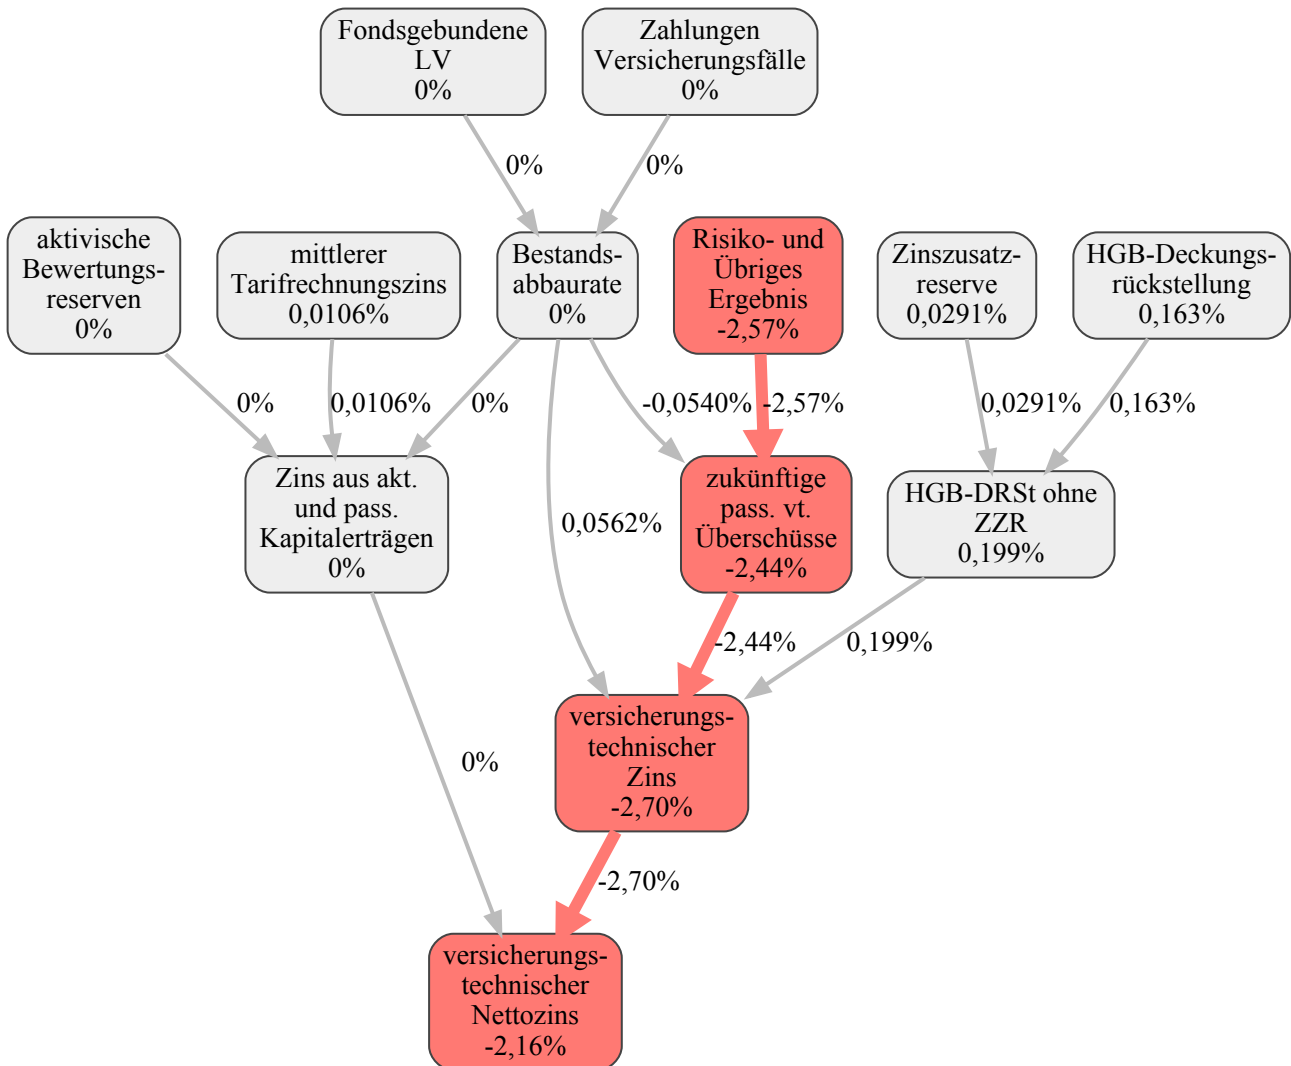 Fondsgebundene
LV
0%
Zahlungen
Versicherungsfälle
0%
0%
0%
aktivische
Bewertungs-
reserven
0%
mittlerer
Tarifrechnungszins
0,0106%
Bestands-
abbaurate
0%
Risiko- und
Übriges
Ergebnis
-2,57%
Zinszusatz-
reserve
0,0291%
HGB-Deckungs-
rückstellung
0,163%
0%
0,0106%
0%
-0,0540%
-2,57%
0,0291%
0,163%
Zins aus akt.
und pass.
Kapitalerträgen
0%
0,0562%
zukünftige
pass. vt.
Überschüsse
-2,44%
HGB-DRSt ohne
ZZR
0,199%
-2,44%
0,199%
versicherungs-
technischer
Zins
-2,70%
0%
-2,70%
versicherungs-
technischer
Nettozins
-2,16%